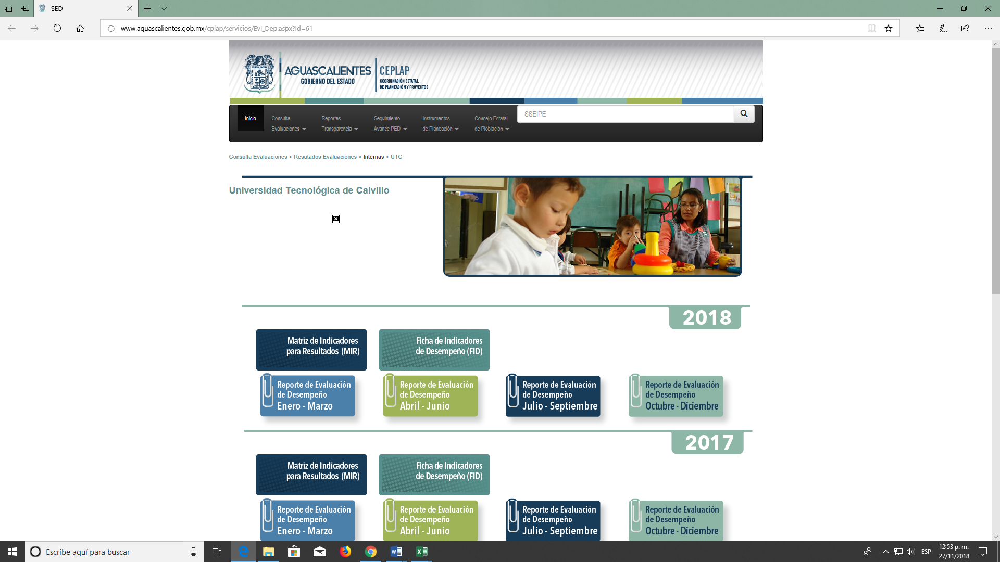 SED
www.aguascalientes.gob.mx/cplap/servicios/EvI_Dep.aspx?Id=61
AGUASCALIENTES
GOBIERNO DEL ESTADO
CEPLAP
COORDINACIÓN ESTATAL
DE PLANEACIÓN Y PROYECTOS
Inicio
Consulta
Evaluaciones
Reportes
Transparencia
Seguimiento
Avance PED
Instrumentos
de Planeación
Consejo Estatal
de Ploblación
SSEIPE
Consulta Evaluaciones > Resutados Evaluaciones > Internas > UTC
Universidad Tecnológica de Calvillo
2018
Matriz de Indicadores
para Resultados (MIR)
Ficha de Indicadores
de Desempeño (FID)
Reporte de Evaluación
de Desempeño
Enero - Marzo
Reporte de Evaluación
de Desempeño
Abril - Junio
Reporte de Evaluación
de Desempeño
Julio - Septiembre
Reporte de Evaluación
de Desempeño
Octubre - Diciembre
2017
Matriz de Indicadores
para Resultados (MIR)
Ficha de Indicadores
de Desempeño (FID)
Reporte de Evaluación
de Desempeño
Enero - Marzo
Reporte de Evaluación
de Desempeño
Abril - Junio
Reporte de Evaluación
de Desempeño
Julio - Septiembre
Reporte de Evaluación
de Desempeño
Octubre - Diciembre
Escribe aquí para buscar
ESP
12:53 p. m.
27/11/2018